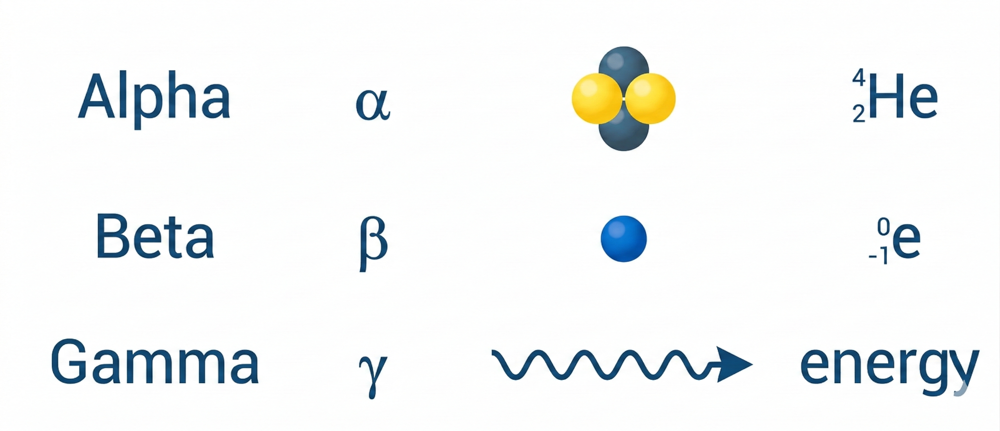 Alpha α ⁴₂He
Beta β ⁰₋₁e
Gamma γ energy